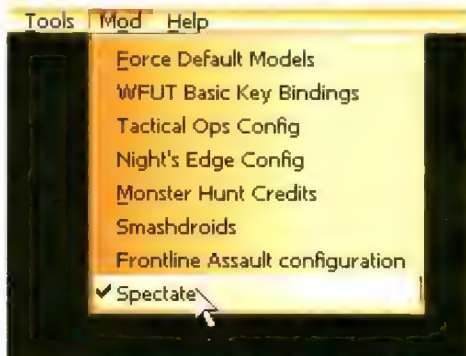 Tools Mod Help
Force Default Models
WFUT Basic Key Bindings
Tactical Ops Config
Night's Edge Config
Monster Hunt Credits
Smashdroids
Frontline Assault configuration
Spectate